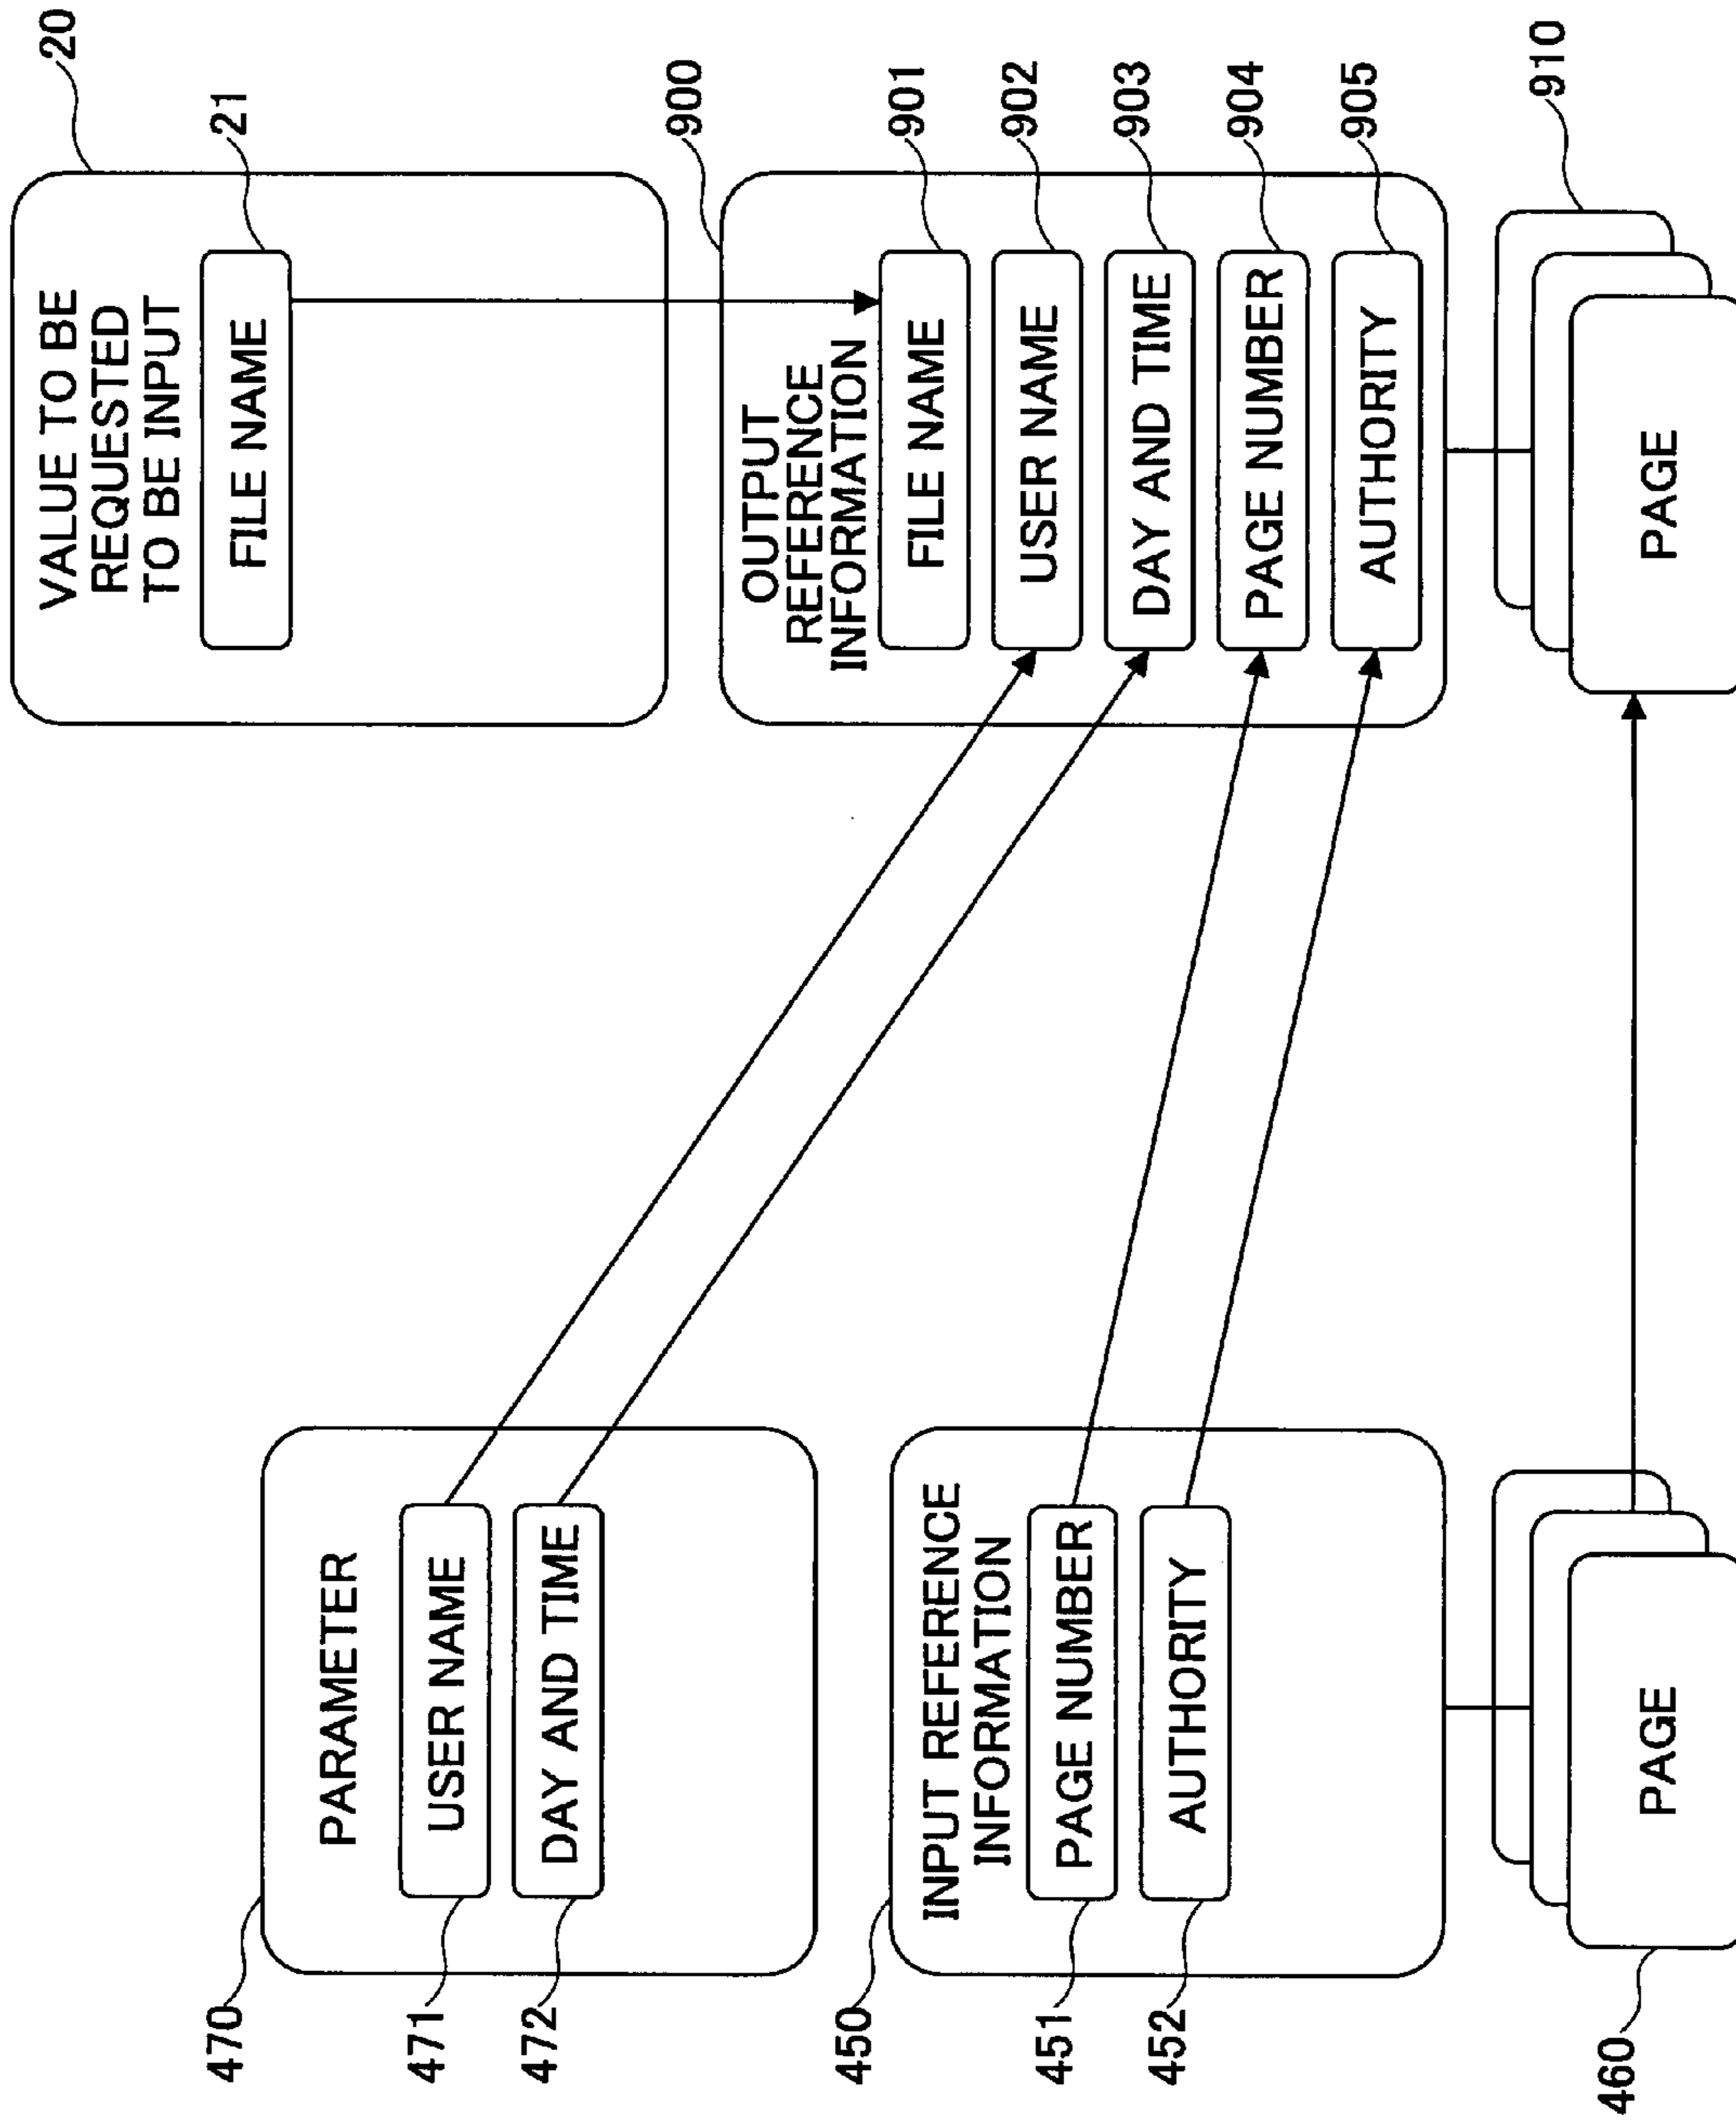 470
PARAMETER
471
USER NAME
472
DAY AND TIME
450
INPUT REFERENCE
INFORMATION
451
PAGE NUMBER
452
AUTHORITY
460
PAGE
20
VALUE TO BE
REQUESTED
TO BE INPUT
21
FILE NAME
900
OUTPUT
REFERENCE
INFORMATION
901
FILE NAME
902
USER NAME
903
DAY AND TIME
904
PAGE NUMBER
905
AUTHORITY
910
PAGE